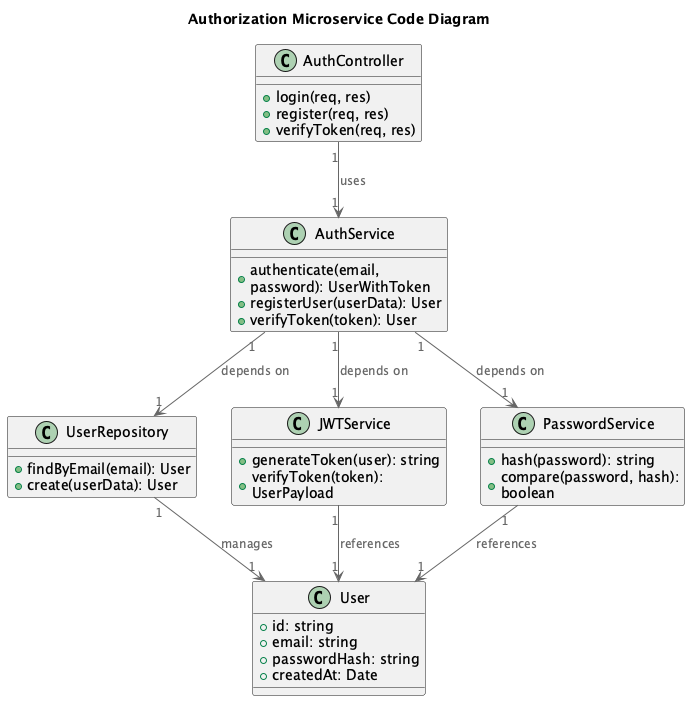 Authorization Microservice Code Diagram
C AuthController
login(req, res)
register(req, res)
verifyToken(req, res)
1
uses
1
C AuthService
authenticate(email,
password): UserWithToken
registerUser(userData): User
verifyToken(token): User
1 1 1
depends on depends on depends on
1 1 1
C UserRepository
findByEmail(email): User
create(userData): User
C JWTService
generateToken(user): string
verifyToken(token):
UserPayload
C PasswordService
hash(password): string
compare(password, hash):
boolean
1 1 1
manages references references
1 1 1
C User
id: string
email: string
passwordHash: string
createdAt: Date